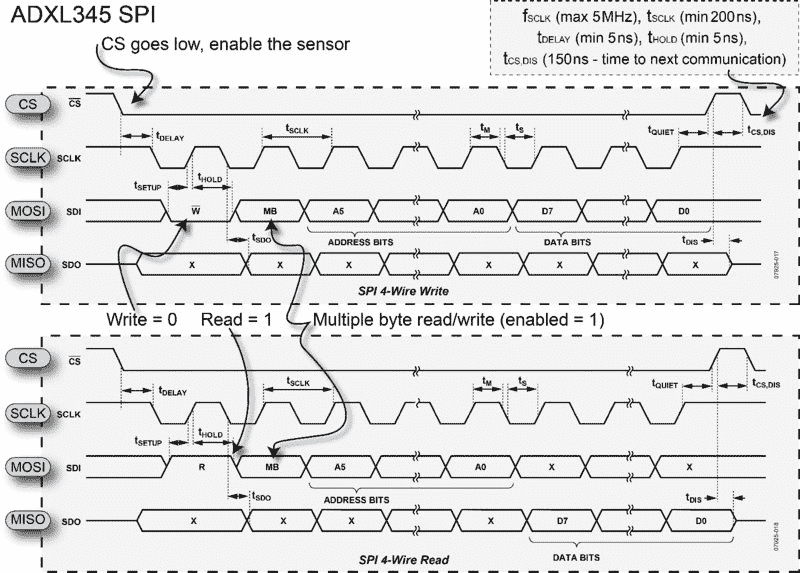 ADXL345 SPI
CS goes low, enable the sensor
fSCLK (max 5MHz), tSCLK (min 200ns),
tDELAY (min 5ns), tHOLD (min 5ns),
tCS,DIS (150ns - time to next communication)
CS CS
tDELAY tSCLK tM tS tQUIET tCS,DIS
SCLK SCLK
tSETUP tHOLD
MOSI SDI W MB A5 A0 D7 D0
tSDO ADDRESS BITS DATA BITS tDIS
MISO SDO X X X X X X
SPI 4-Wire Write
07925-017
Write = 0 Read = 1 Multiple byte read/write (enabled = 1)
CS CS
tDELAY tSCLK tM tS tQUIET tCS,DIS
SCLK SCLK
tSETUP tHOLD
MOSI SDI R MB A5 A0 X X
tSDO ADDRESS BITS tDIS
MISO SDO X X X X D7 D0
DATA BITS
SPI 4-Wire Read
07925-018